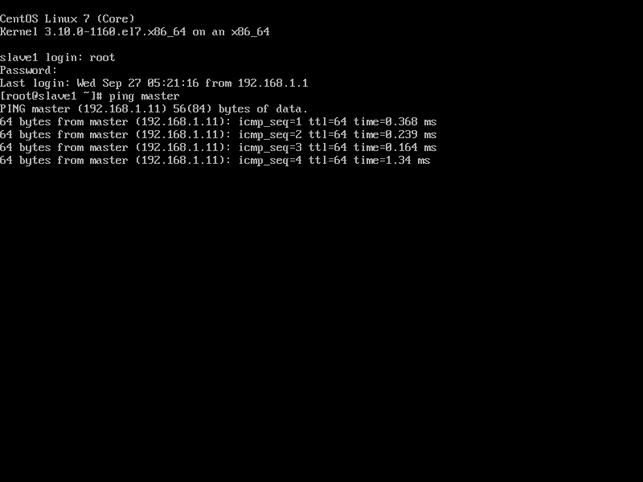 CentOS Linux 7 (Core)
Kernel 3.10.0-1160.el7.x86_64 on an x86_64
slave1 login: root
Password:
Last login: Wed Sep 27 05:21:16 from 192.168.1.1
[root@slave1 ~]# ping master
PING master (192.168.1.11) 56(84) bytes of data.
64 bytes from master (192.168.1.11): icmp_seq=1 ttl=64 time=0.368 ms
64 bytes from master (192.168.1.11): icmp_seq=2 ttl=64 time=0.239 ms
64 bytes from master (192.168.1.11): icmp_seq=3 ttl=64 time=0.164 ms
64 bytes from master (192.168.1.11): icmp_seq=4 ttl=64 time=1.34 ms